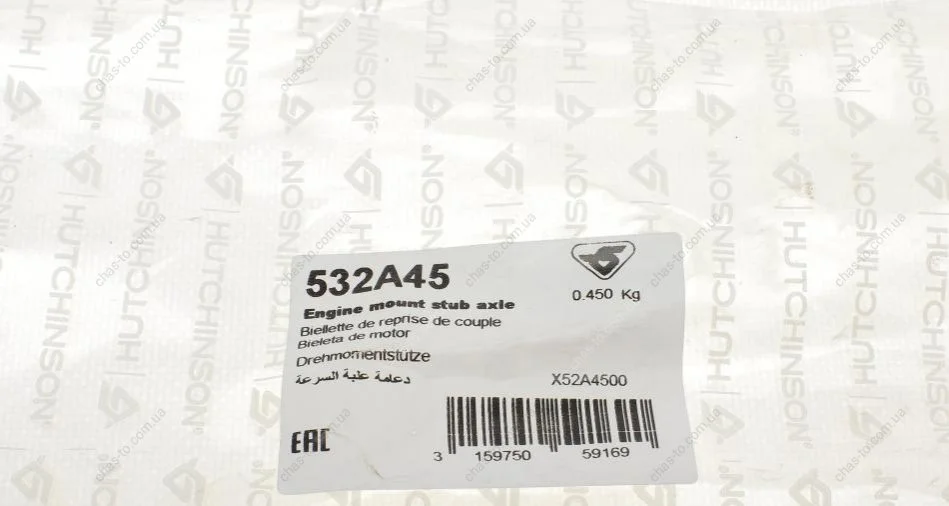 HUTCHINSON®
532A45
0.450 Kg
Engine mount stub axle
Biellette de reprise de couple
Bieleta de motor
Drehmomentstütze
دعامة علبة السرعة
X52A4500
EAC
3 159750 59169
chas-to.com.ua